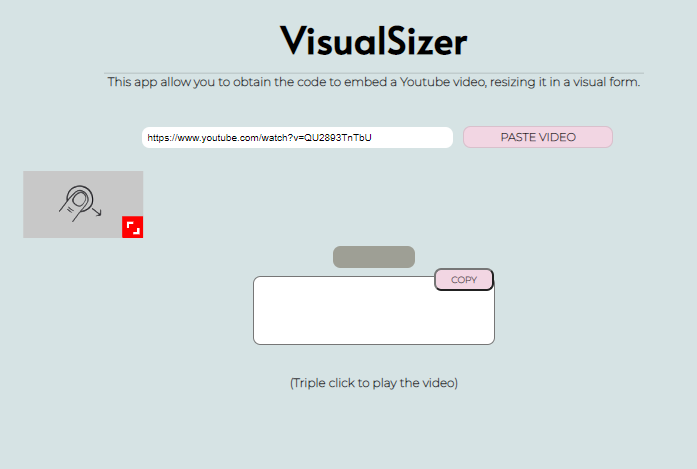 VisualSizer
This app allow you to obtain the code to embed a Youtube video, resizing it in a visual form.
https://www.youtube.com/watch?v=QU2893TnTbU
PASTE VIDEO
COPY
(Triple click to play the video)